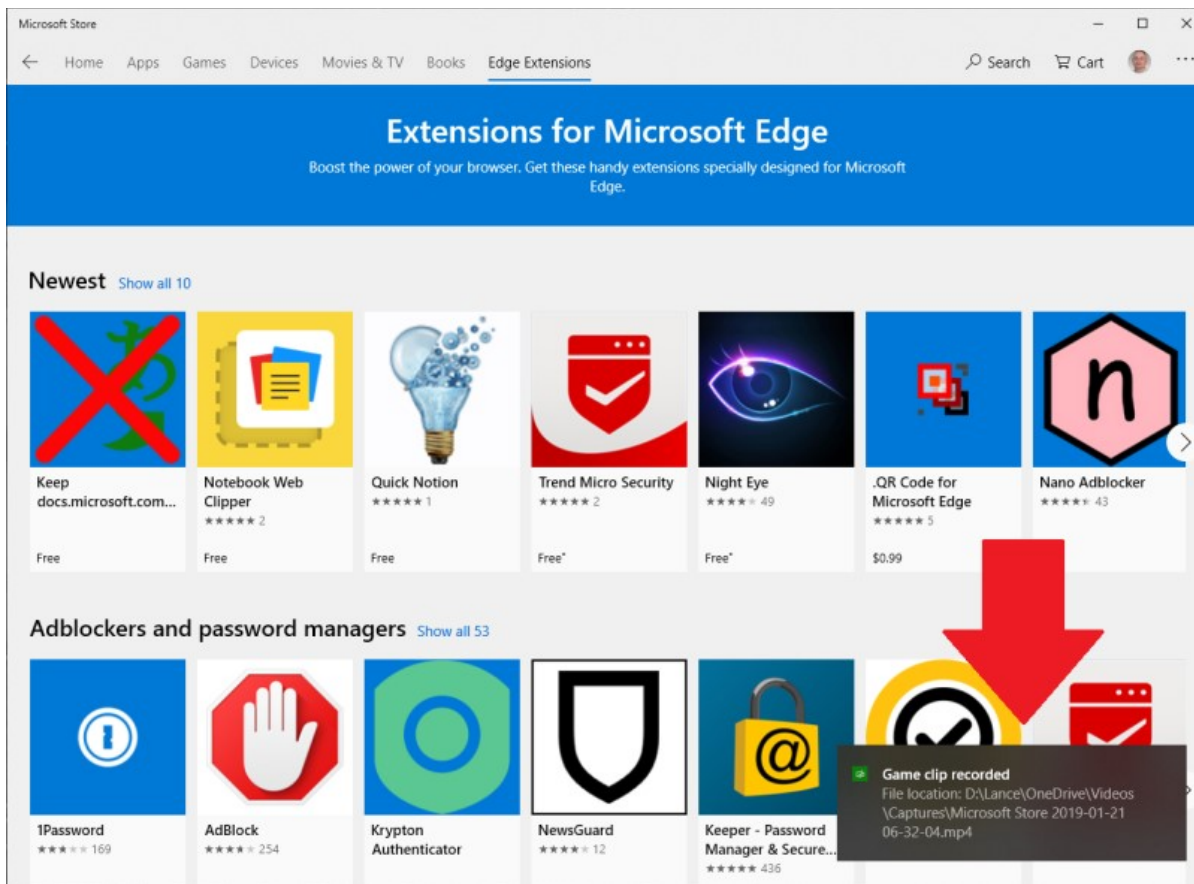 Microsoft Store
Home Apps Games Devices Movies & TV Books Edge Extensions Search Cart
Extensions for Microsoft Edge
Boost the power of your browser. Get these handy extensions specially designed for Microsoft
Edge.
Newest Show all 10
あ
n
Keep
docs.microsoft.com...
Free
Notebook Web
Clipper
2
Free
Quick Notion
1
Free
Trend Micro Security
2
Free*
Night Eye
49
Free*
.QR Code for
Microsoft Edge
5
$0.99
Nano Adblocker
43
Adblockers and password managers Show all 53
@
1Password
169
AdBlock
254
Krypton
Authenticator
NewsGuard
12
Keeper - Password
Manager & Secure...
436
Game clip recorded
File location: D:\Lance\OneDrive\Videos
\Captures\Microsoft Store 2019-01-21
06-32-04.mp4